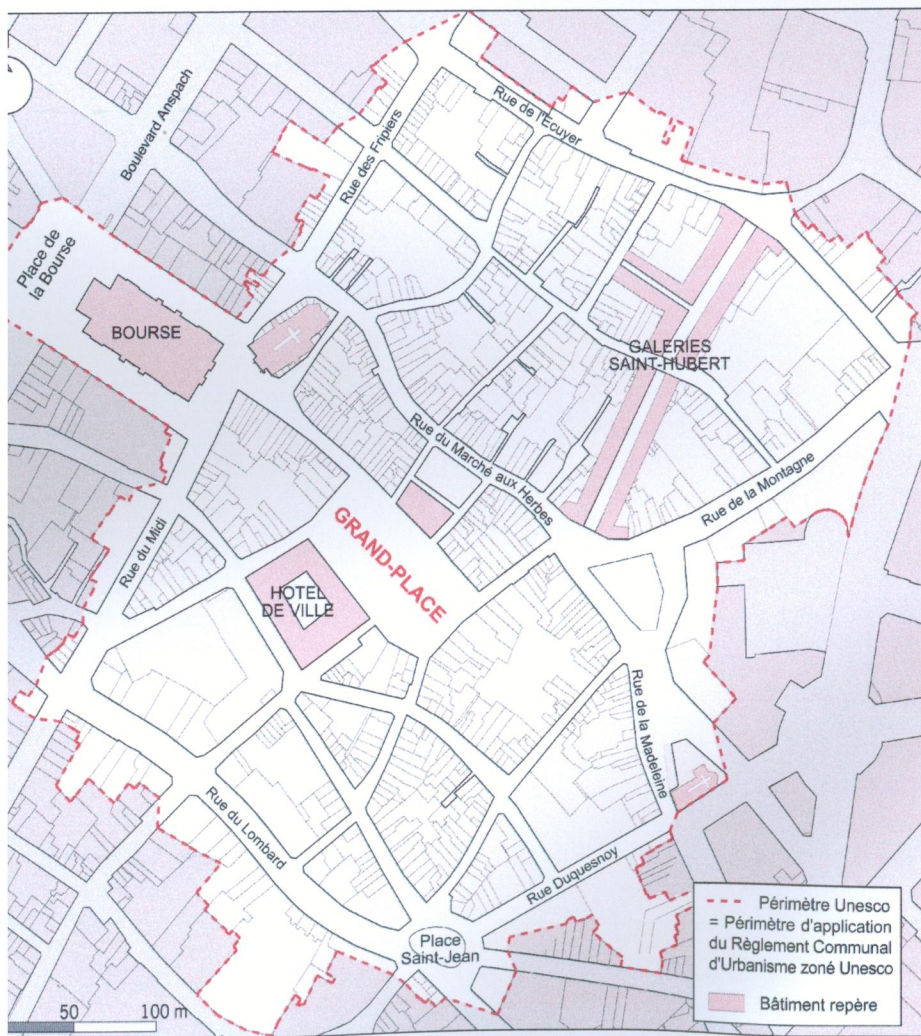 Rue de l'Ecuyer
Boulevard Anspach
Rue des Fripiers
Place de
la Bourse
BOURSE
GALERIES
SAINT-HUBERT
Rue du Marché aux Herbes
Rue de la Montagne
GRAND-PLACE
Rue du Midi
HOTEL
DE VILLE
Rue de la Madeleine
Rue du Lombard
Rue Duquesnoy
Place
Saint-Jean
Périmètre Unesco
= Périmètre d'application
du Règlement Communal
d'Urbanisme zoné Unesco
Bâtiment repère
50 100 m